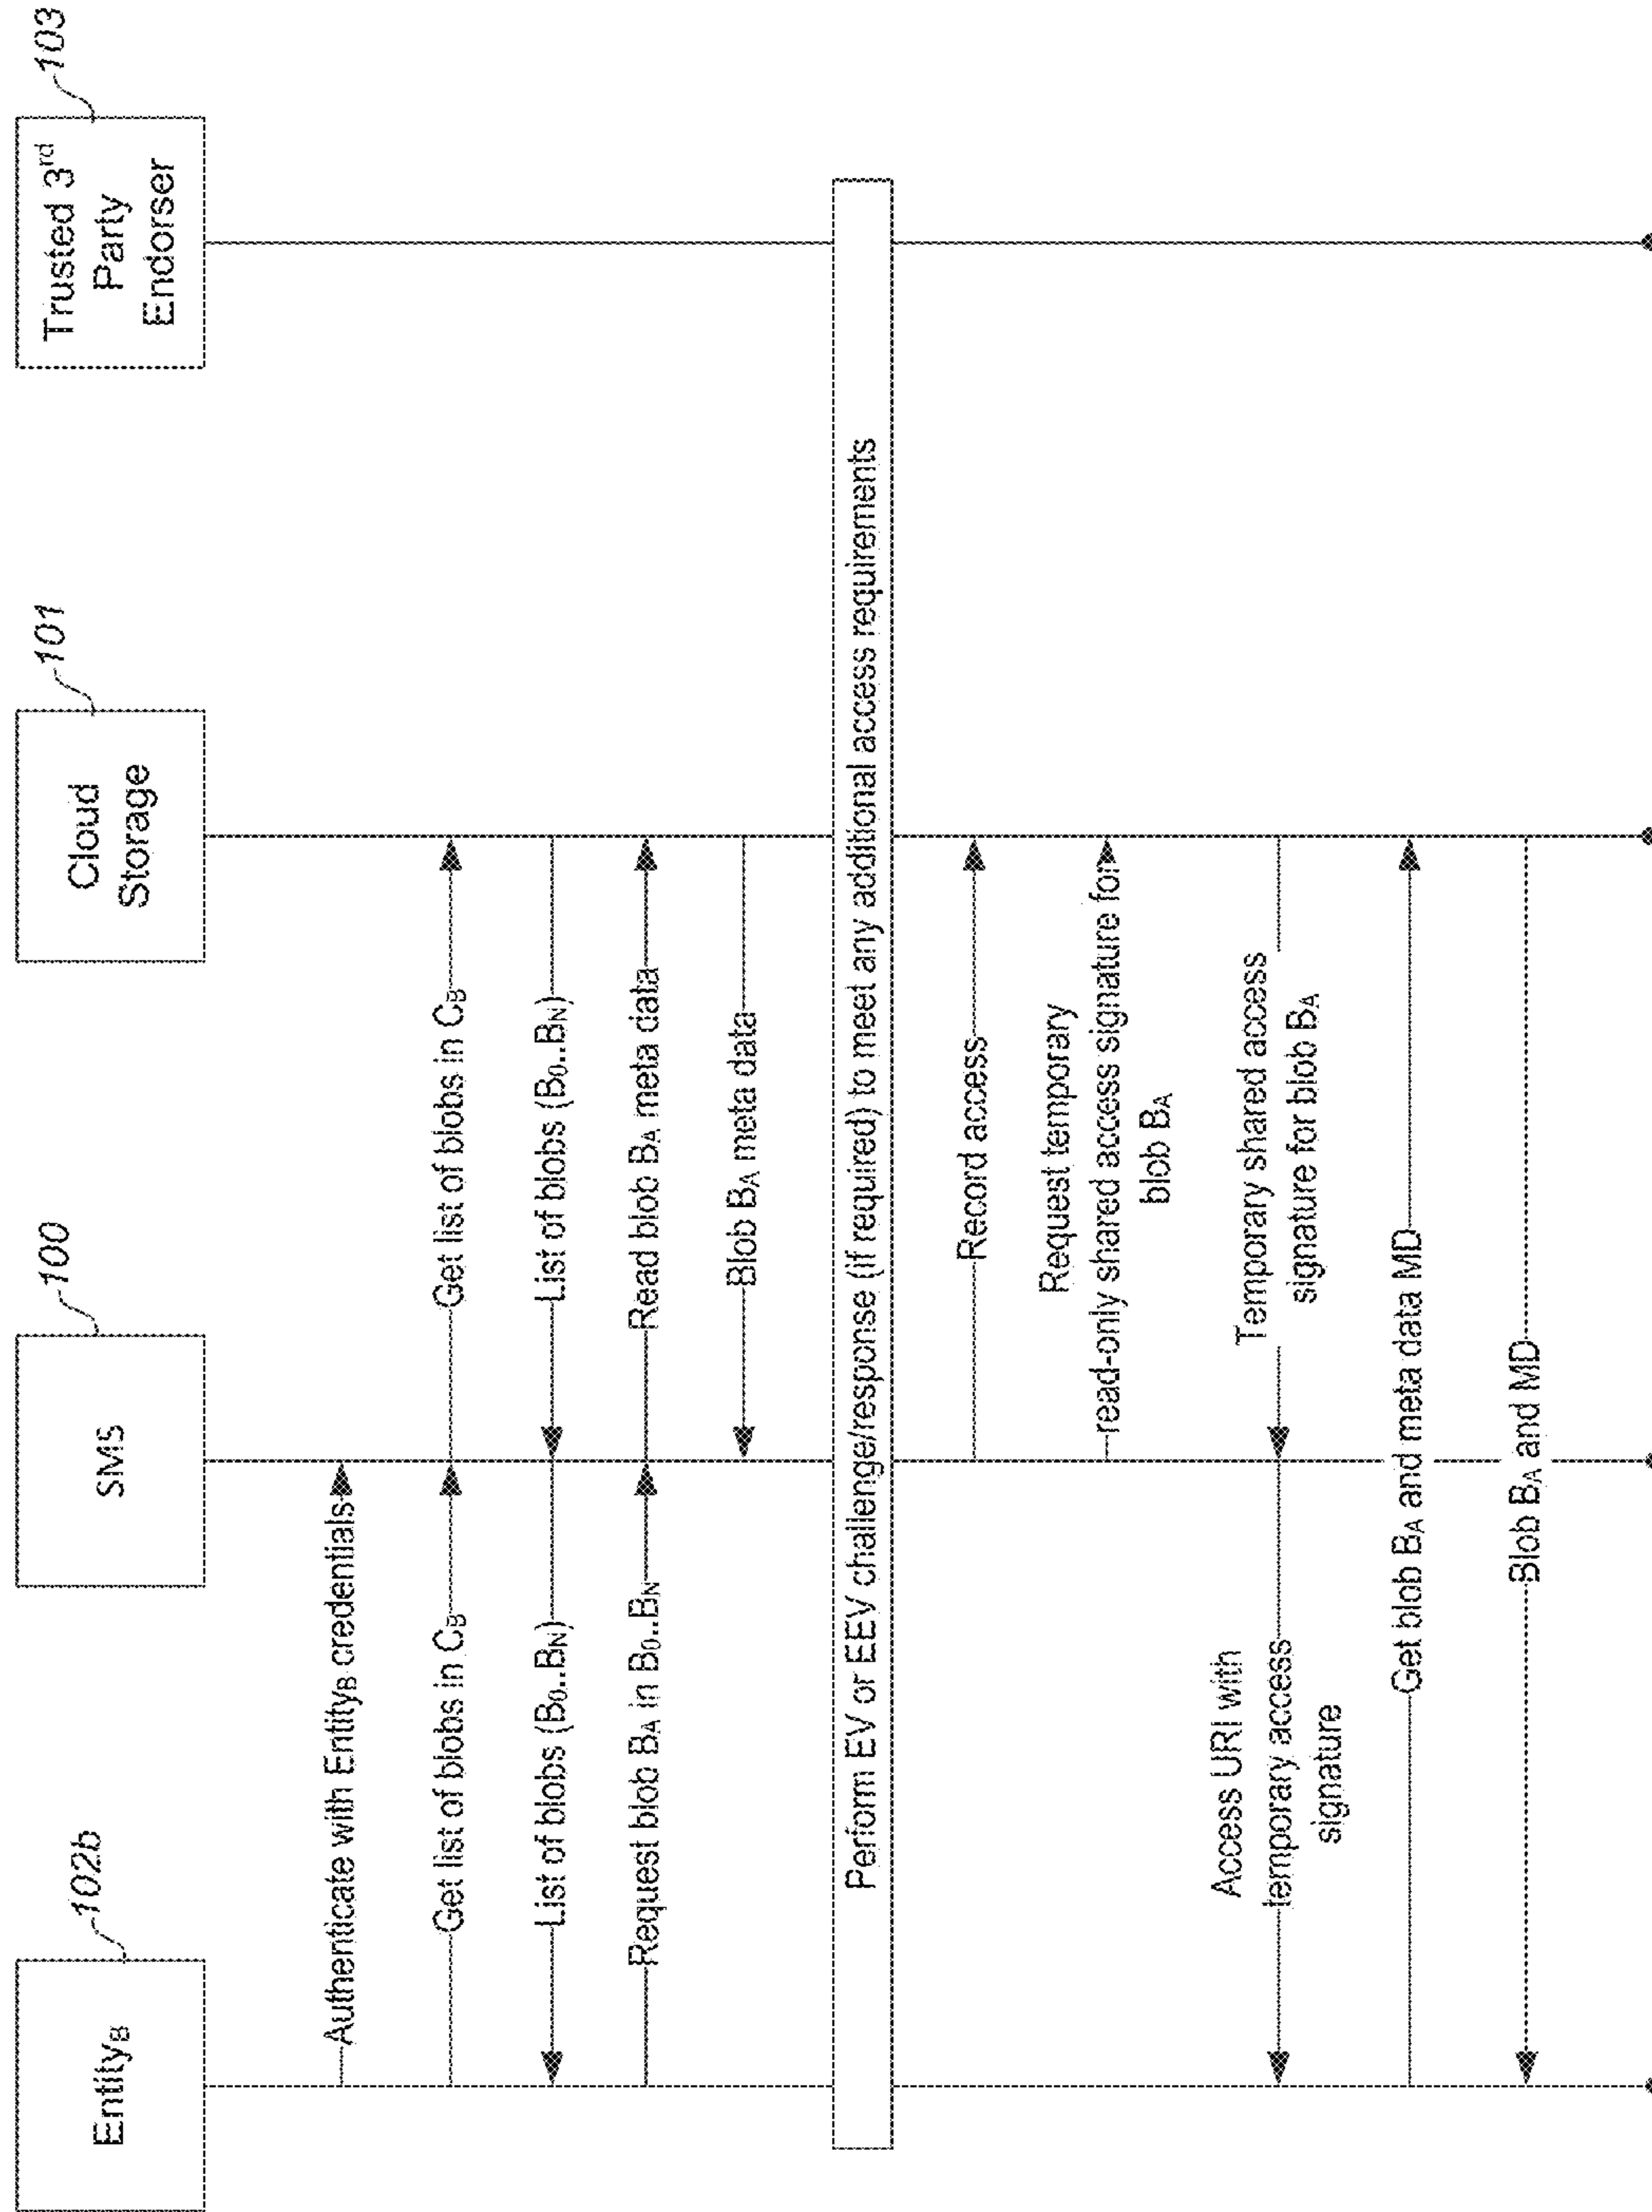 Entity_B
102b
SMS
100
Cloud
Storage
101
Trusted 3rd
Party
Endorser
103
Authenticate with Entity_B credentials
Get list of blobs in C_B
Get list of blobs in C_B
List of blobs (B_0..B_N)
List of blobs (B_0..B_N)
Request blob B_A in B_0..B_N
Read blob B_A meta data
Blob B_A meta data
Perform EV or EEV challenge/response (if required) to meet any additional access requirements
Record access
Request temporary
read-only shared access signature for
blob B_A
Access URI with
temporary access
signature
Temporary shared access
signature for blob B_A
Get blob B_A and meta data MD
Blob B_A and MD